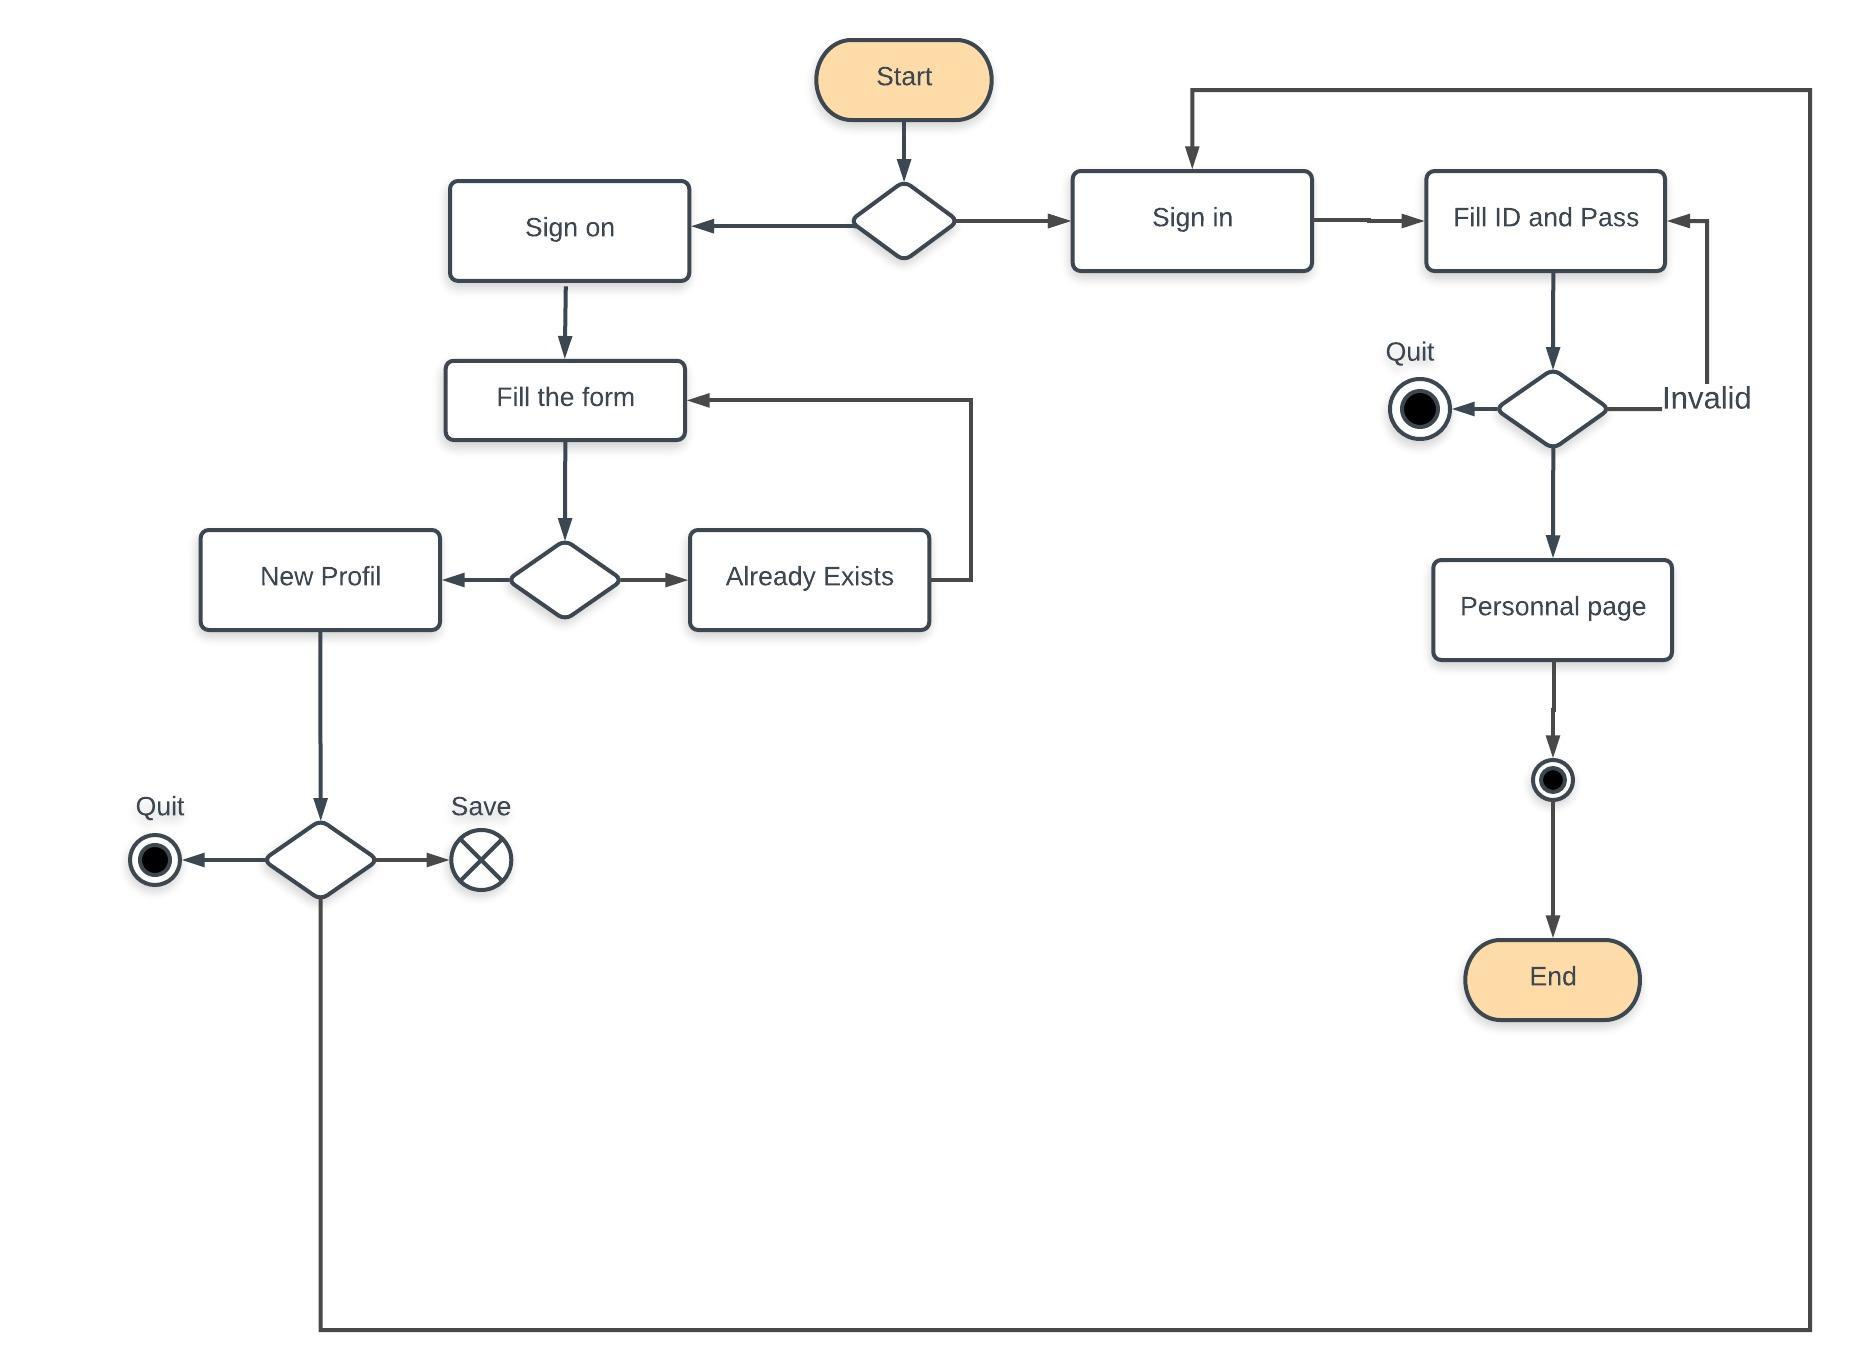 Start
Sign on
Sign in
Fill ID and Pass
Quit
Invalid
Fill the form
New Profil
Already Exists
Personnal page
Quit
Save
End